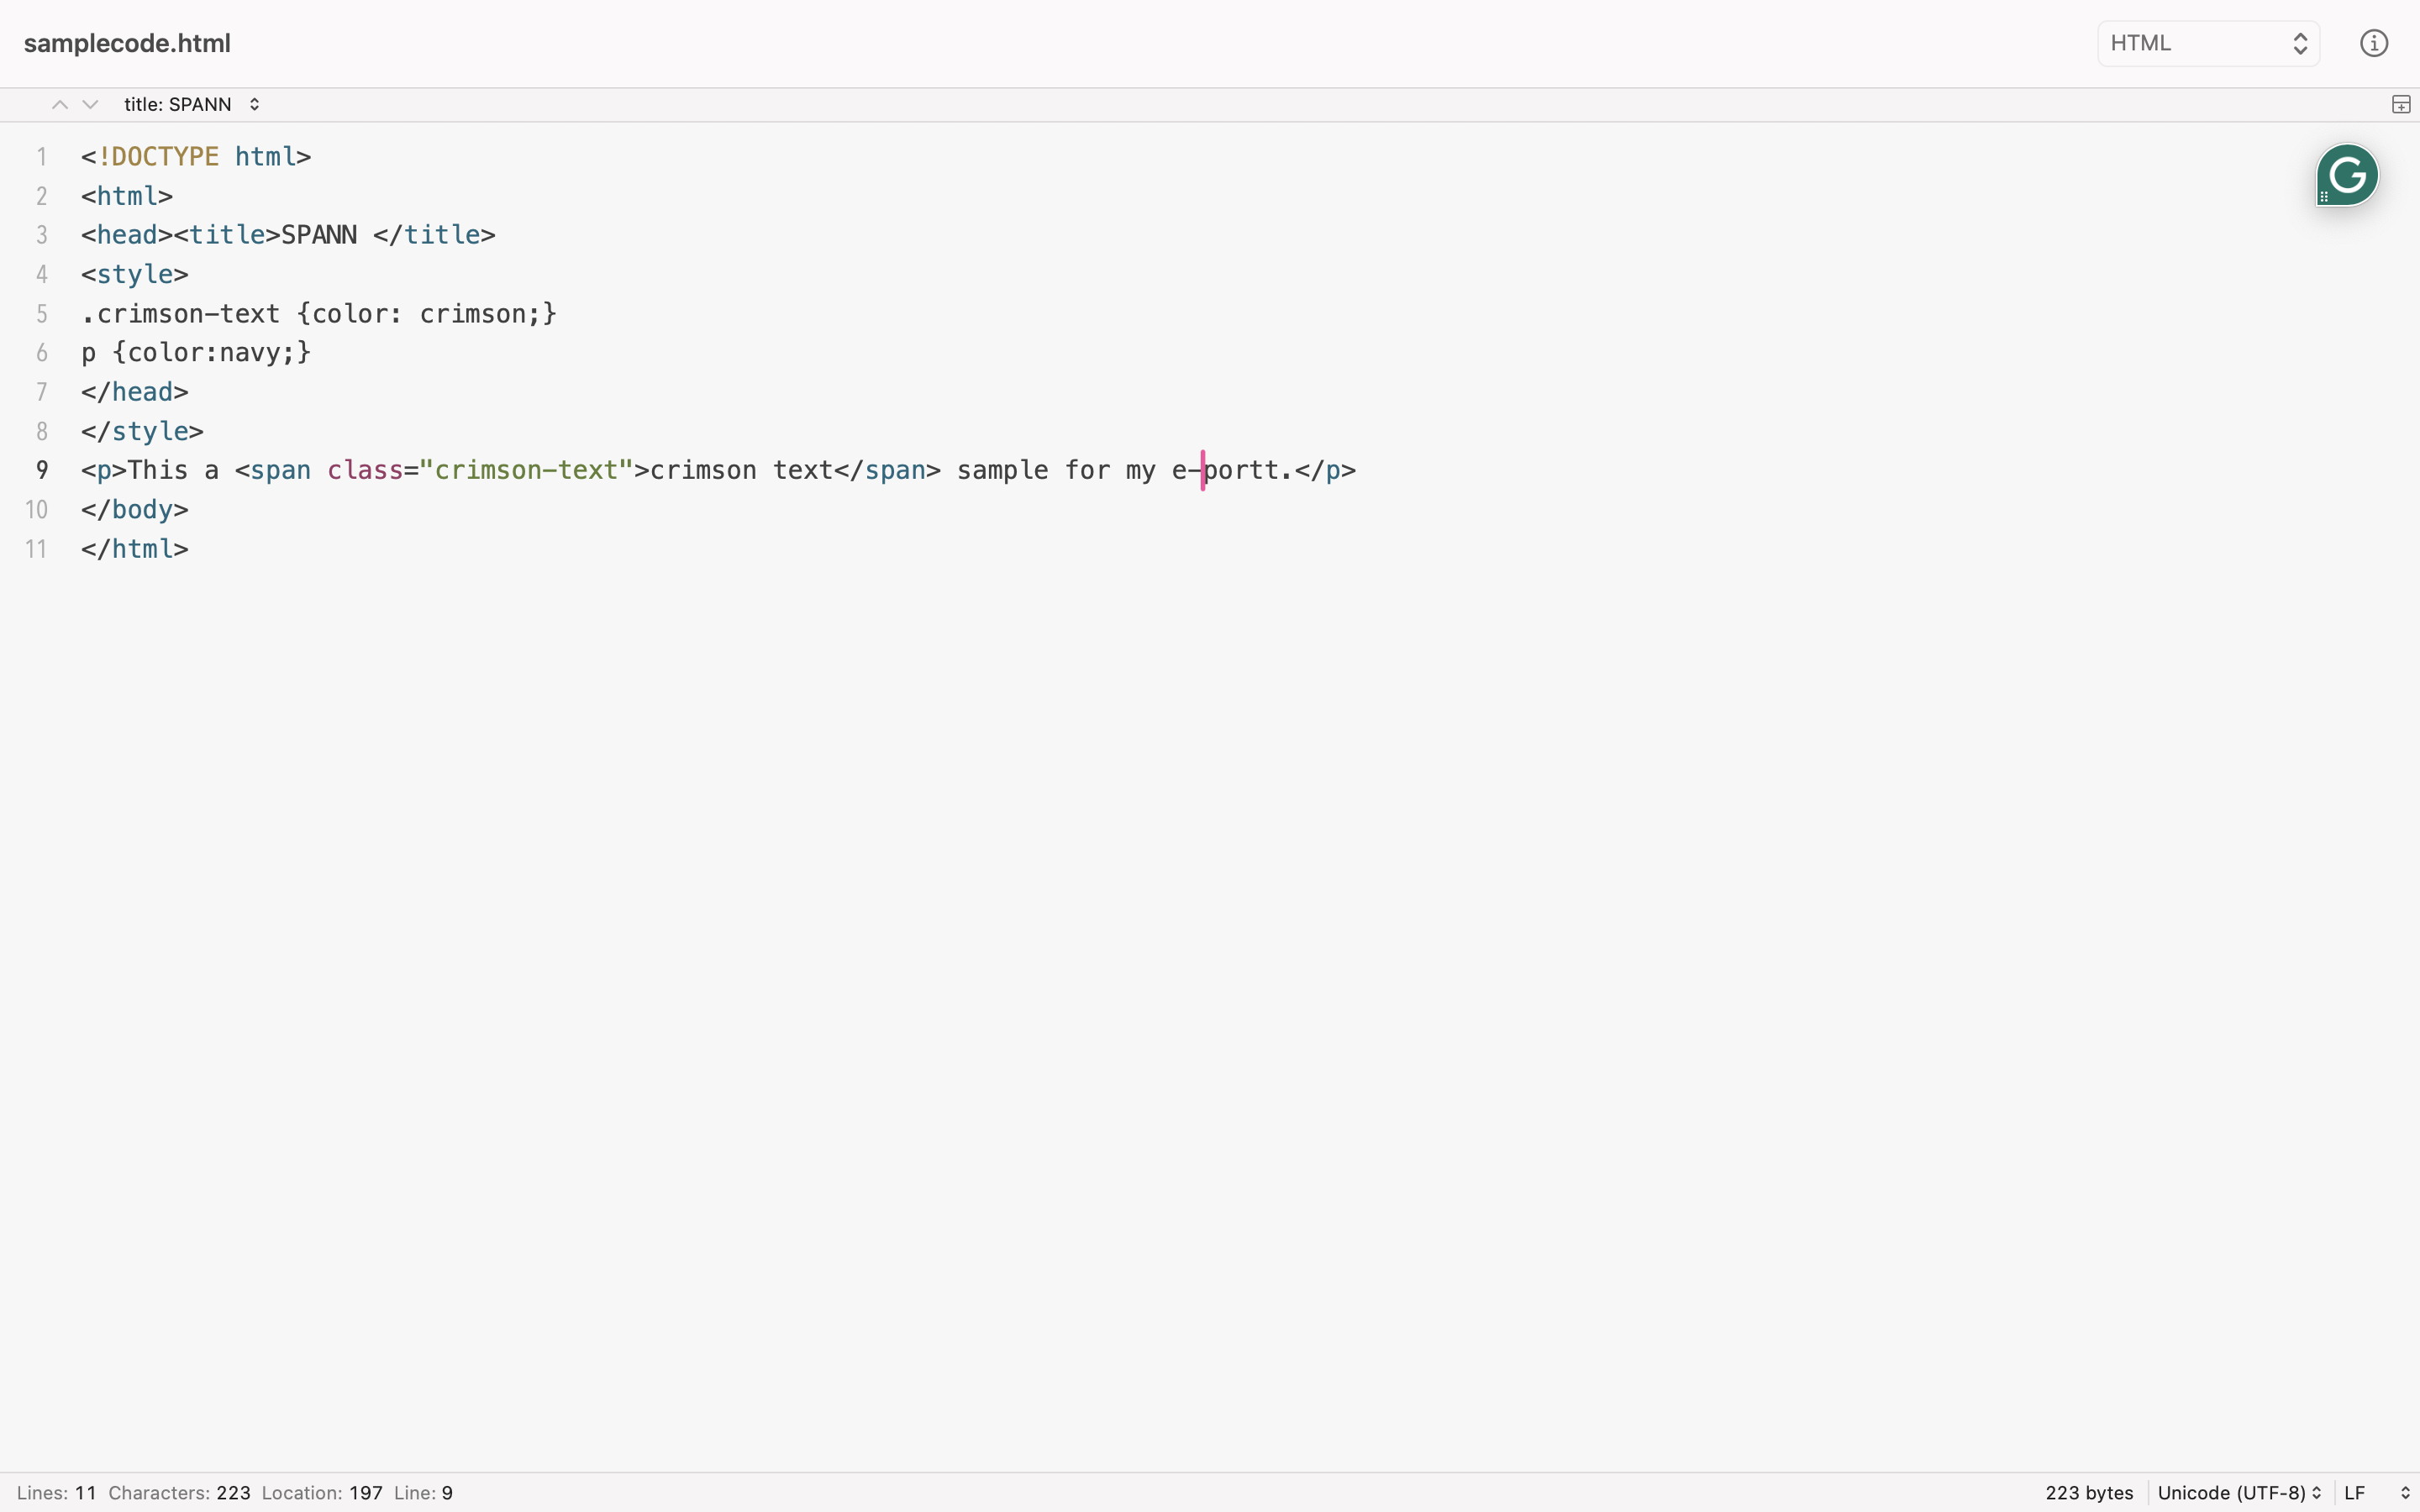 samplecode.html
HTML
title: SPANN
1 <!DOCTYPE html>
2 <html>
3 <head><title>SPANN </title>
4 <style>
5 .crimson-text {color: crimson;}
6 p {color:navy;}
7 </head>
8 </style>
9 <p>This a <span class="crimson-text">crimson text</span> sample for my e-portt.</p>
10 </body>
11 </html>
Lines: 11 Characters: 223 Location: 197 Line: 9
223 bytes Unicode (UTF-8) LF